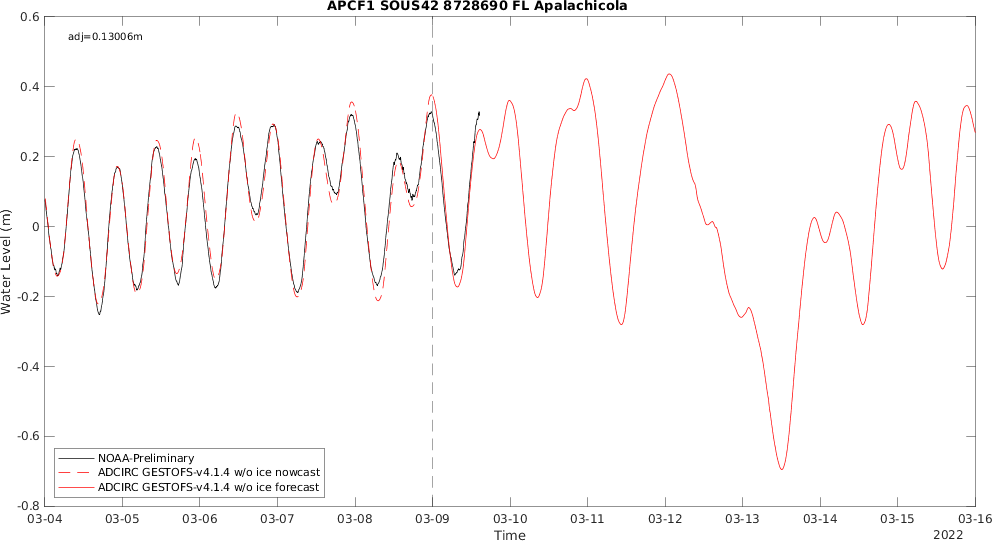 APCF1 SOUS42 8728690 FL Apalachicola
adj=0.13006m
0.6
0.4
0.2
0
-0.2
-0.4
-0.6
-0.8
Water Level (m)
NOAA-Preliminary
ADCIRC GESTOFS-v4.1.4 w/o ice nowcast
ADCIRC GESTOFS-v4.1.4 w/o ice forecast
03-04 03-05 03-06 03-07 03-08 03-09 03-10 03-11 03-12 03-13 03-14 03-15 03-16
Time
2022